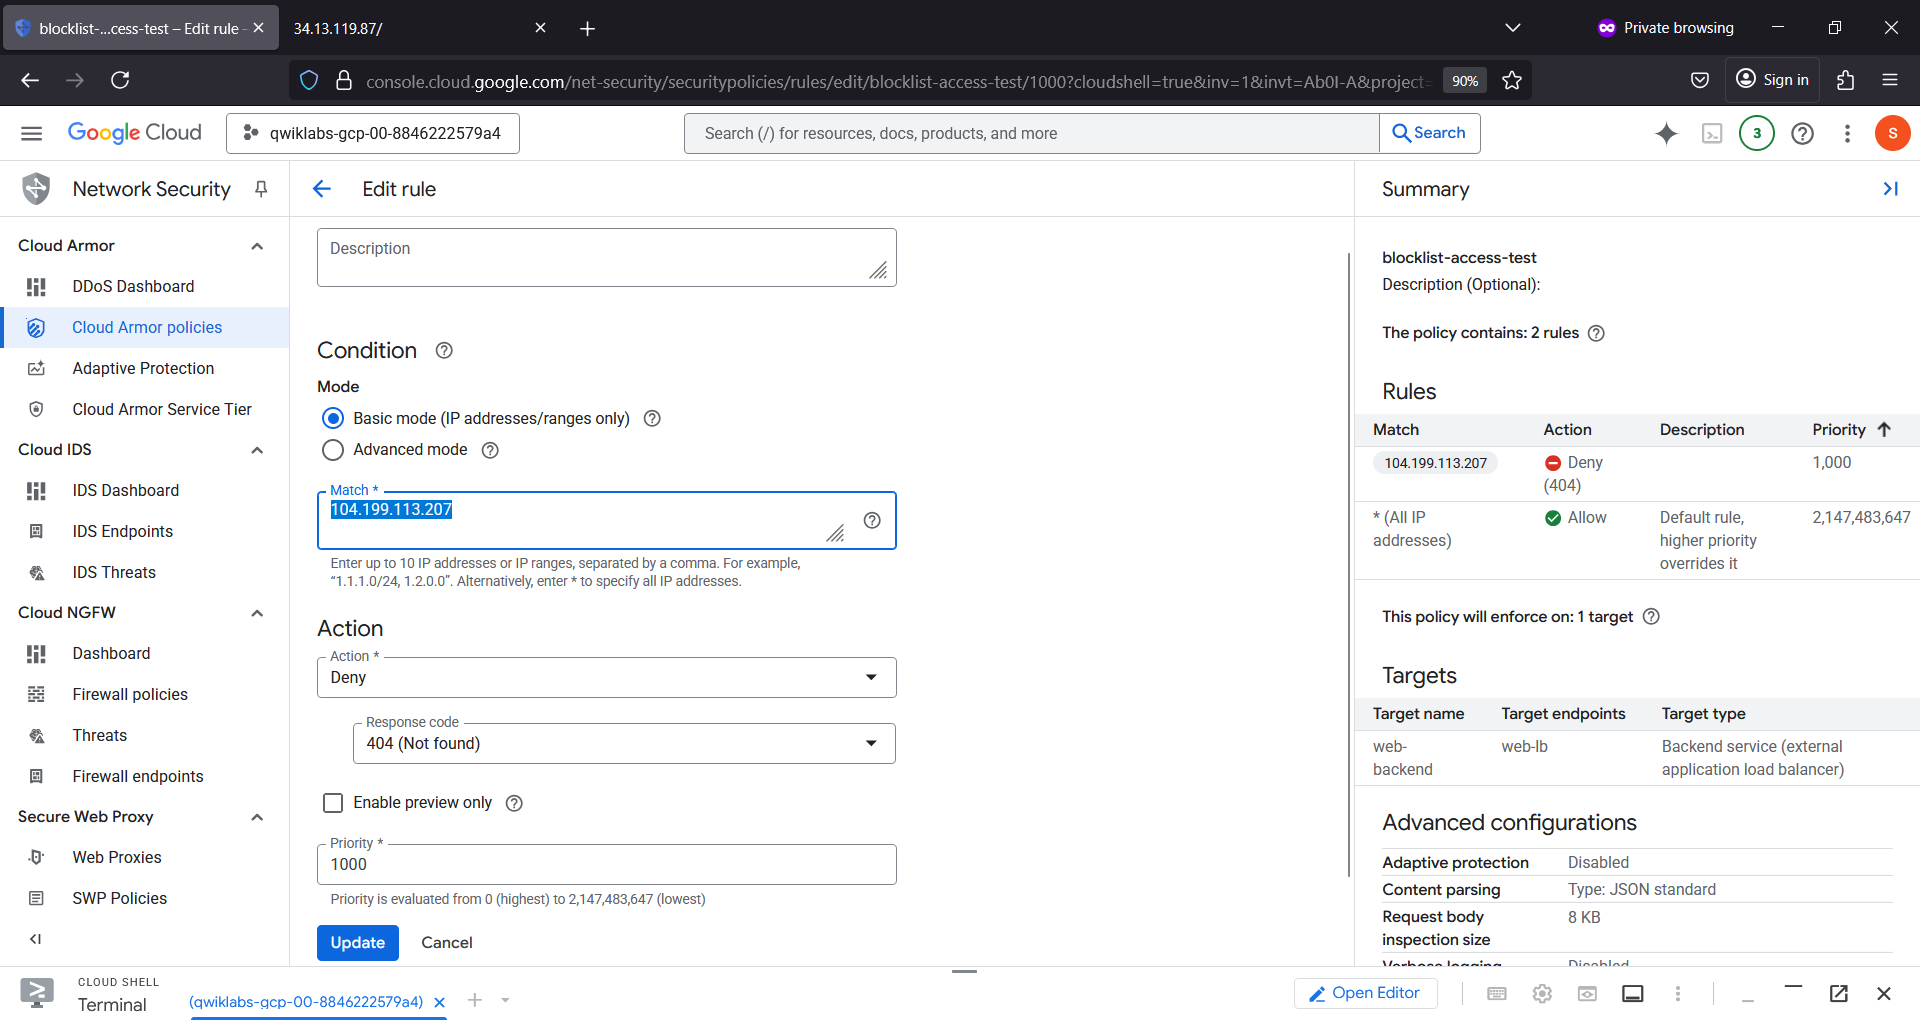 blocklist-...cess-test – Edit rule -
34.13.119.87/
Private browsing
console.cloud.google.com/net-security/securitypolicies/rules/edit/blocklist-access-test/1000?cloudshell=true&inv=1&invt=Ab0I-A&project=
90%
Sign in
Google Cloud
qwiklabs-gcp-00-8846222579a4
Search (/) for resources, docs, products, and more
Search
3
S
Network Security
Cloud Armor
DDoS Dashboard
Cloud Armor policies
Adaptive Protection
Cloud Armor Service Tier
Cloud IDS
IDS Dashboard
IDS Endpoints
IDS Threats
Cloud NGFW
Dashboard
Firewall policies
Threats
Firewall endpoints
Secure Web Proxy
Web Proxies
SWP Policies
Edit rule
Description
Condition
Mode
Basic mode (IP addresses/ranges only)
Advanced mode
Match *
104.199.113.207
Enter up to 10 IP addresses or IP ranges, separated by a comma. For example,
“1.1.1.0/24, 1.2.0.0”. Alternatively, enter * to specify all IP addresses.
Action
Action *
Deny
Response code
404 (Not found)
Enable preview only
Priority *
1000
Priority is evaluated from 0 (highest) to 2,147,483,647 (lowest)
Update
Cancel
Summary
blocklist-access-test
Description (Optional):
The policy contains: 2 rules
Rules
Match Action Description Priority
104.199.113.207 Deny 1,000
(404)
* (All IP Allow Default rule, 2,147,483,647
addresses) higher priority
overrides it
This policy will enforce on: 1 target
Targets
Target name Target endpoints Target type
web- web-lb Backend service (external
backend application load balancer)
Advanced configurations
Adaptive protection Disabled
Content parsing Type: JSON standard
Request body 8 KB
inspection size
Verbose logging Disabled
CLOUD SHELL
Terminal
(qwiklabs-gcp-00-8846222579a4)
Open Editor